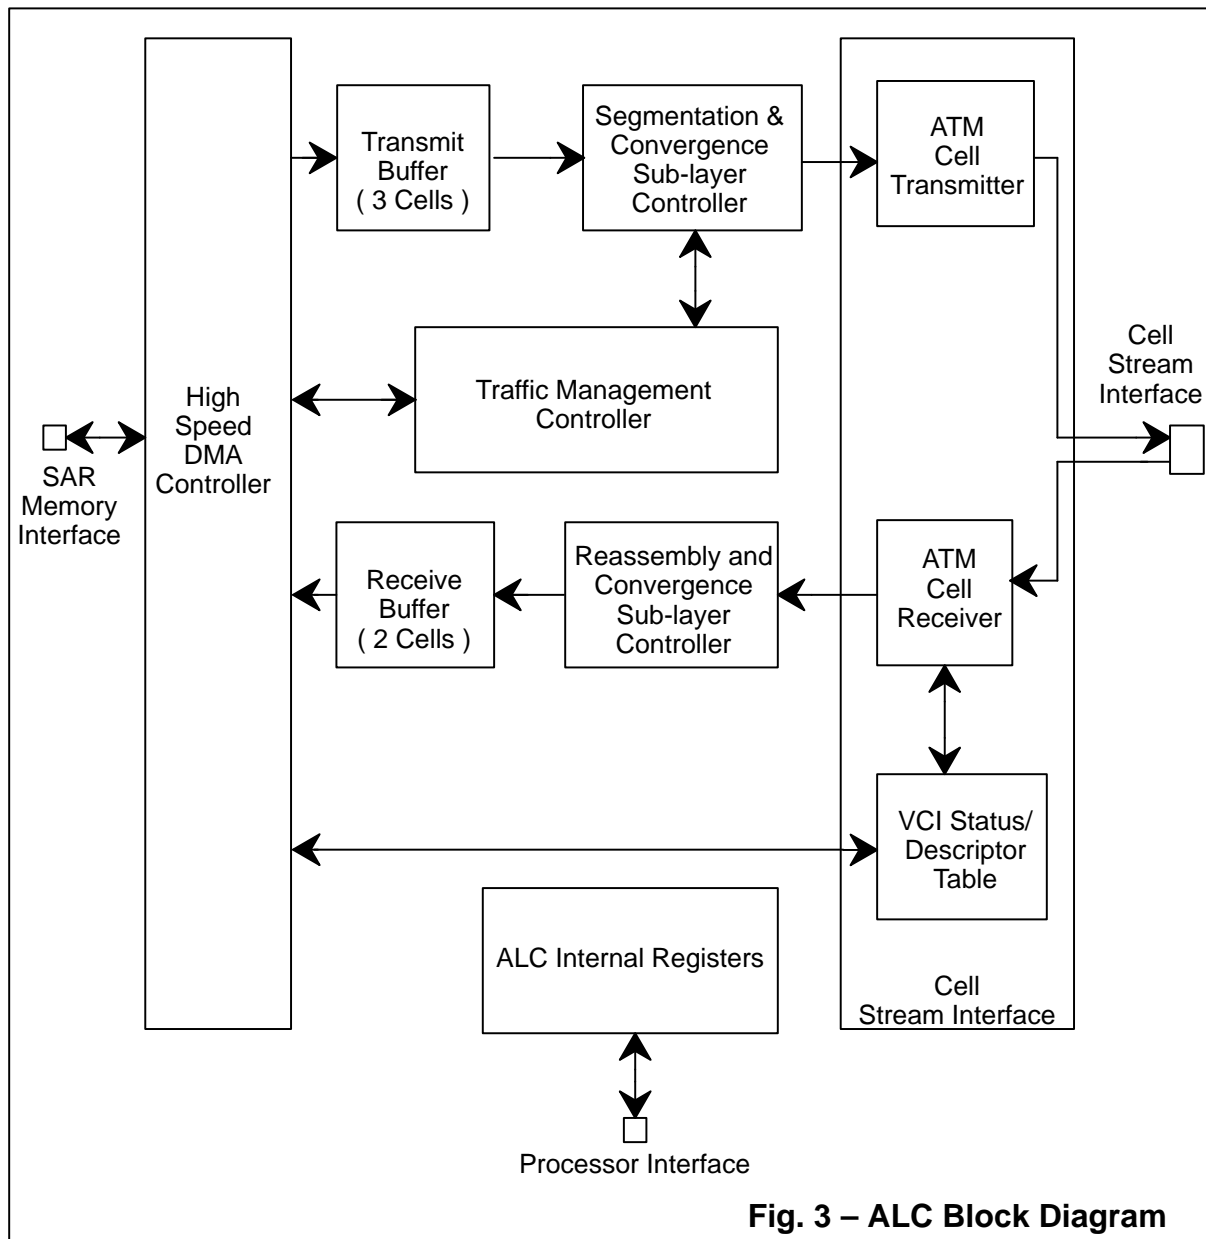 Transmit
Buffer
( 3 Cells )
Segmentation &
Convergence
Sub-layer
Controller
ATM
Cell
Transmitter
Cell
Stream
Interface
High
Speed
DMA
Controller
Traffic Management
Controller
SAR
Memory
Interface
Receive
Buffer
( 2 Cells )
Reassembly and
Convergence
Sub-layer
Controller
ATM
Cell
Receiver
VCI Status/
Descriptor
Table
ALC Internal Registers
Cell
Stream Interface
Processor Interface
Fig. 3 – ALC Block Diagram